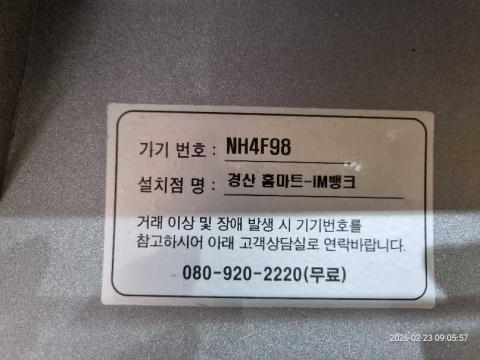 기기 번호 : NH4F98
설치점 명 : 경산 홈마트-iM뱅크
거래 이상 및 장애 발생 시 기기번호를
참고하시어 아래 고객상담실로 연락바랍니다.
080-920-2220(무료)
2026-02-23 09:05:57